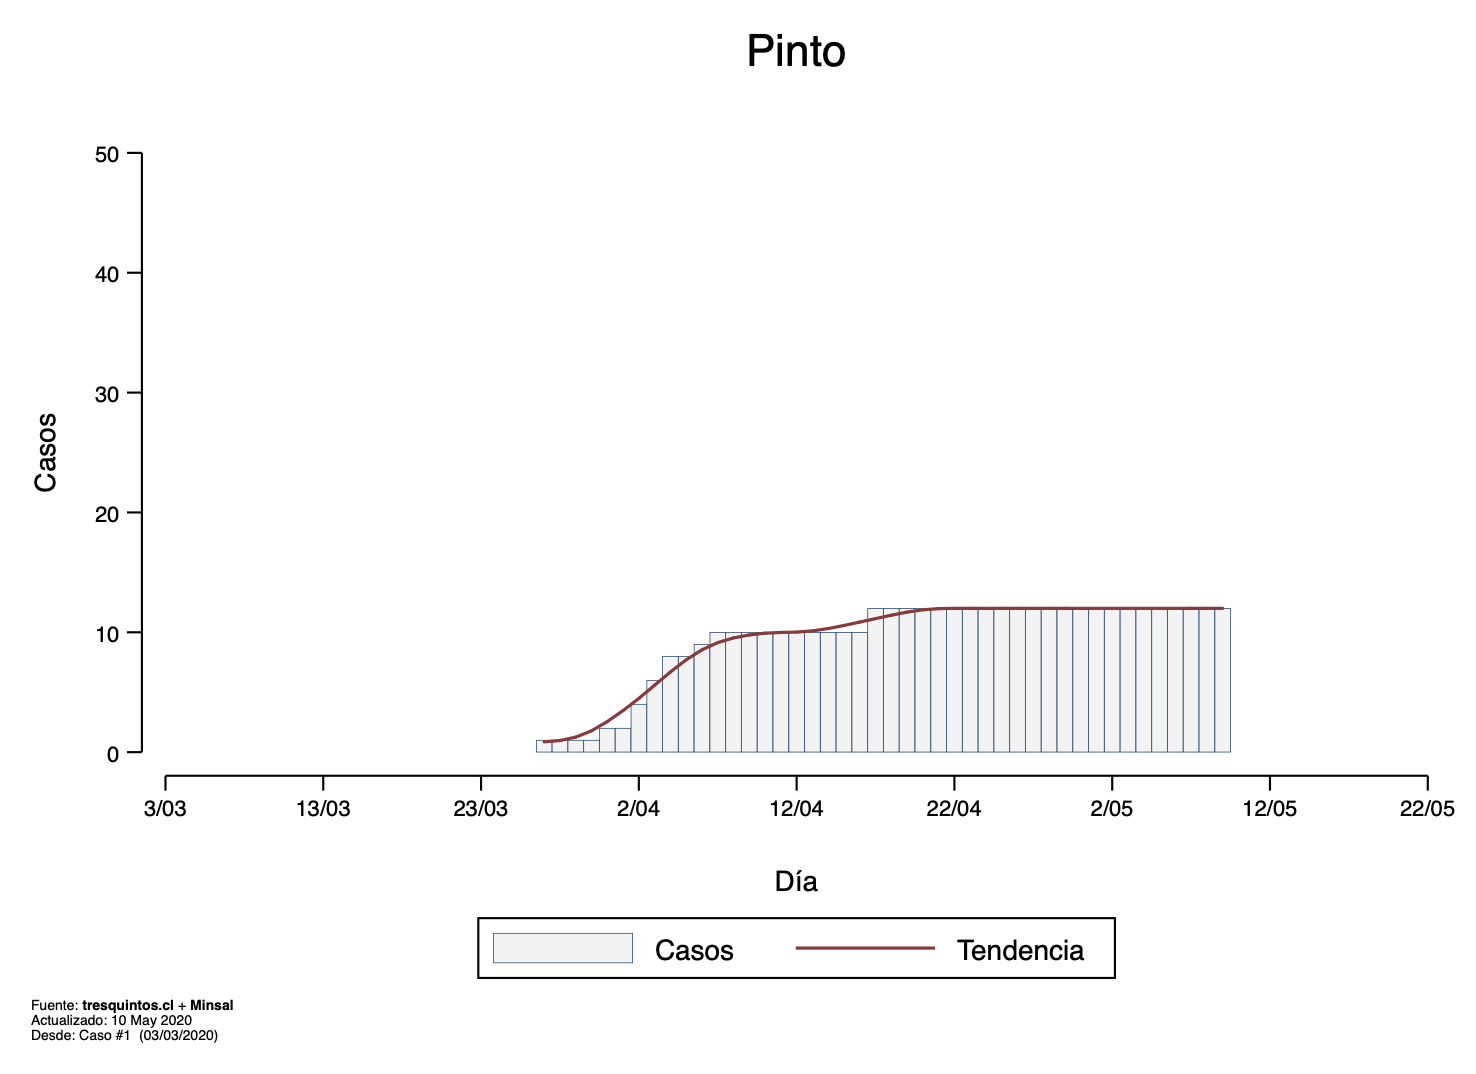 Pinto
50
40
30
20
10
0
Casos
3/03 13/03 23/03 2/04 12/04 22/04 2/05 12/05 22/05
Día
Casos Tendencia
Fuente: tresquintos.cl + Minsal
Actualizado: 10 May 2020
Desde: Caso #1 (03/03/2020)